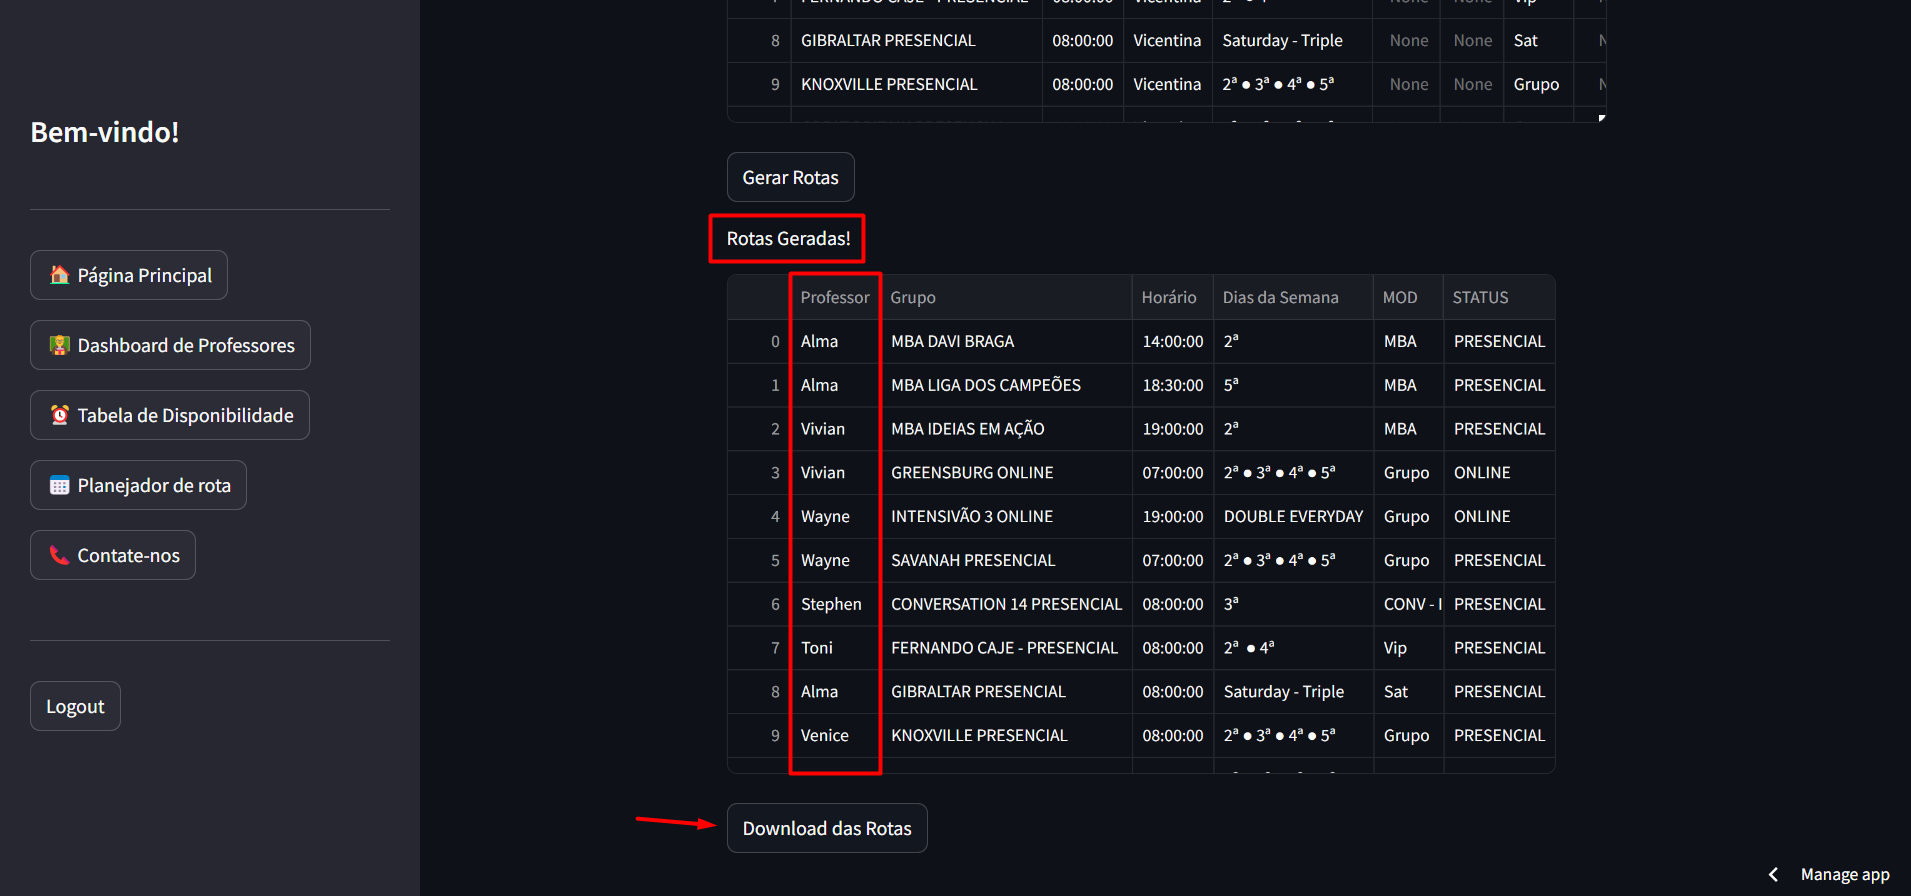 Bem-vindo!
Página Principal
Dashboard de Professores
Tabela de Disponibilidade
Planejador de rota
Contate-nos
Logout
8 GIBRALTAR PRESENCIAL 08:00:00 Vicentina Saturday - Triple None None Sat
9 KNOXVILLE PRESENCIAL 08:00:00 Vicentina 2ª ● 3ª ● 4ª ● 5ª None None Grupo
Gerar Rotas
Rotas Geradas!
Professor Grupo Horário Dias da Semana MOD STATUS
0 Alma MBA DAVI BRAGA 14:00:00 2ª MBA PRESENCIAL
1 Alma MBA LIGA DOS CAMPEÕES 18:30:00 5ª MBA PRESENCIAL
2 Vivian MBA IDEIAS EM AÇÃO 19:00:00 2ª MBA PRESENCIAL
3 Vivian GREENSBURG ONLINE 07:00:00 2ª ● 3ª ● 4ª ● 5ª Grupo ONLINE
4 Wayne INTENSIVÃO 3 ONLINE 19:00:00 DOUBLE EVERYDAY Grupo ONLINE
5 Wayne SAVANAH PRESENCIAL 07:00:00 2ª ● 3ª ● 4ª ● 5ª Grupo PRESENCIAL
6 Stephen CONVERSATION 14 PRESENCIAL 08:00:00 3ª CONV - I PRESENCIAL
7 Toni FERNANDO CAJE - PRESENCIAL 08:00:00 2ª ● 4ª Vip PRESENCIAL
8 Alma GIBRALTAR PRESENCIAL 08:00:00 Saturday - Triple Sat PRESENCIAL
9 Venice KNOXVILLE PRESENCIAL 08:00:00 2ª ● 3ª ● 4ª ● 5ª Grupo PRESENCIAL
Download das Rotas
Manage app